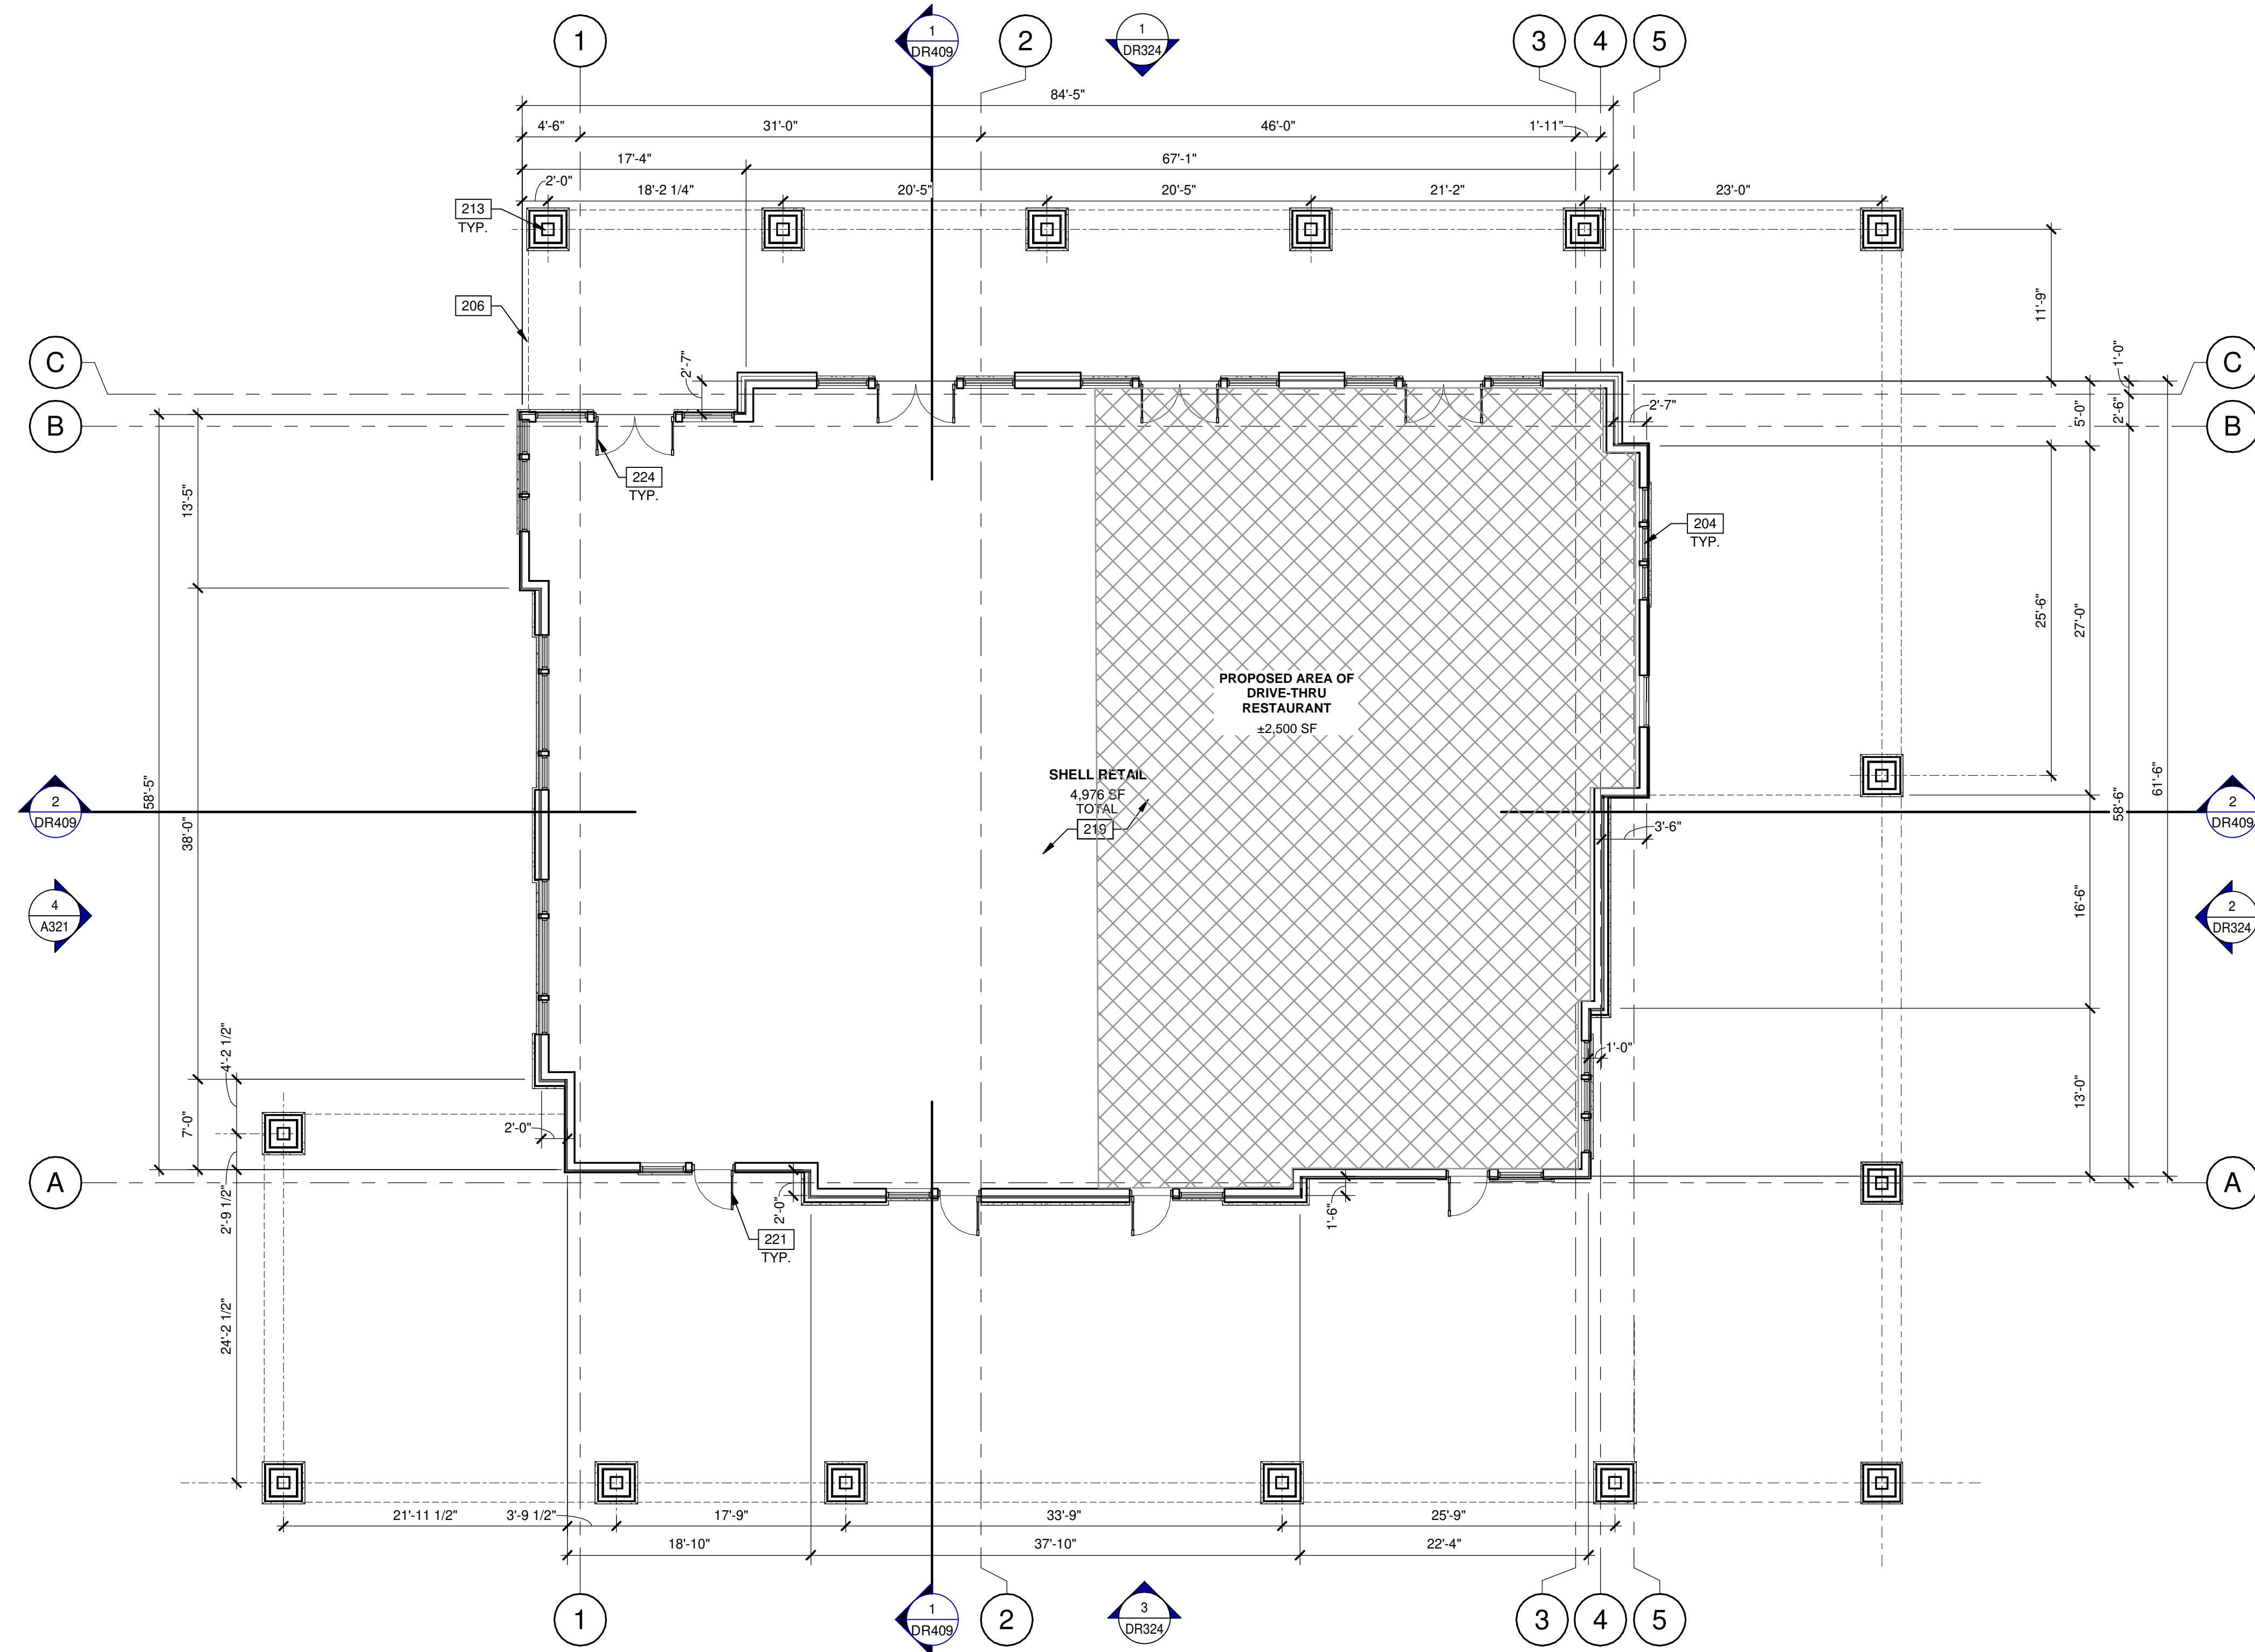 1
1
DR409
2
1
DR324
3
4
5
84'-5"
4'-6"
31'-0"
46'-0"
1'-11"
17'-4"
67'-1"
2'-0"
18'-2 1/4"
20'-5"
20'-5"
21'-2"
23'-0"
213
TYP.
206
11'-9"
C
2'-7"
1'-0"
C
B
2'-7"
5'-0"
2'-6"
B
224
TYP.
13'-5"
204
TYP.
25'-6"
27'-0"
PROPOSED AREA OF
DRIVE-THRU
RESTAURANT
±2,500 SF
SHELL RETAIL
4,976 SF
TOTAL
219
2
DR409
58'-5"
38'-0"
3'-6"
61'-6"
58'-6"
2
DR409
4
A321
16'-6"
2
DR324
4'-2 1/2"
7'-0"
2'-0"
1'-0"
13'-0"
A
2'-9 1/2"
2'-0"
1'-6"
A
221
TYP.
24'-2 1/2"
21'-11 1/2"
3'-9 1/2"
17'-9"
33'-9"
25'-9"
18'-10"
37'-10"
22'-4"
1
1
DR409
2
3
DR324
3
4
5